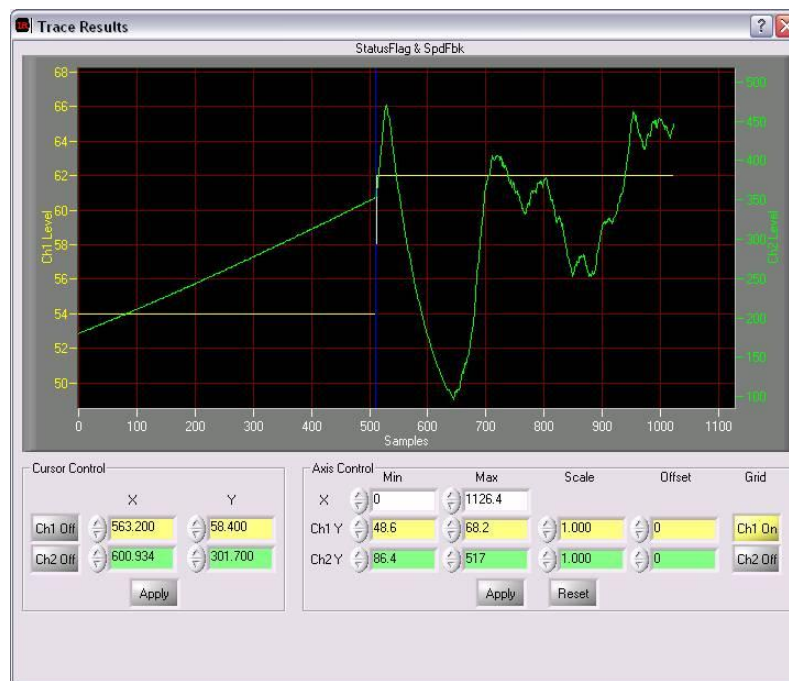 IR Trace Results
StatusFlag & SpdFbk
Ch1 Level
68
66
64
62
60
58
56
54
52
50
500
450
400
350
300
250
200
150
100
Ch2 Level
0 100 200 300 400 500 600 700 800 900 1000 1100
Samples
Cursor Control
X Y
Ch1 Off 563.200 58.400
Ch2 Off 600.934 301.700
Apply
Axis Control
Min Max Scale Offset Grid
X 0 1126.4
Ch1 Y 48.6 68.2 1.000 0 Ch1 On
Ch2 Y 86.4 517 1.000 0 Ch2 Off
Apply Reset